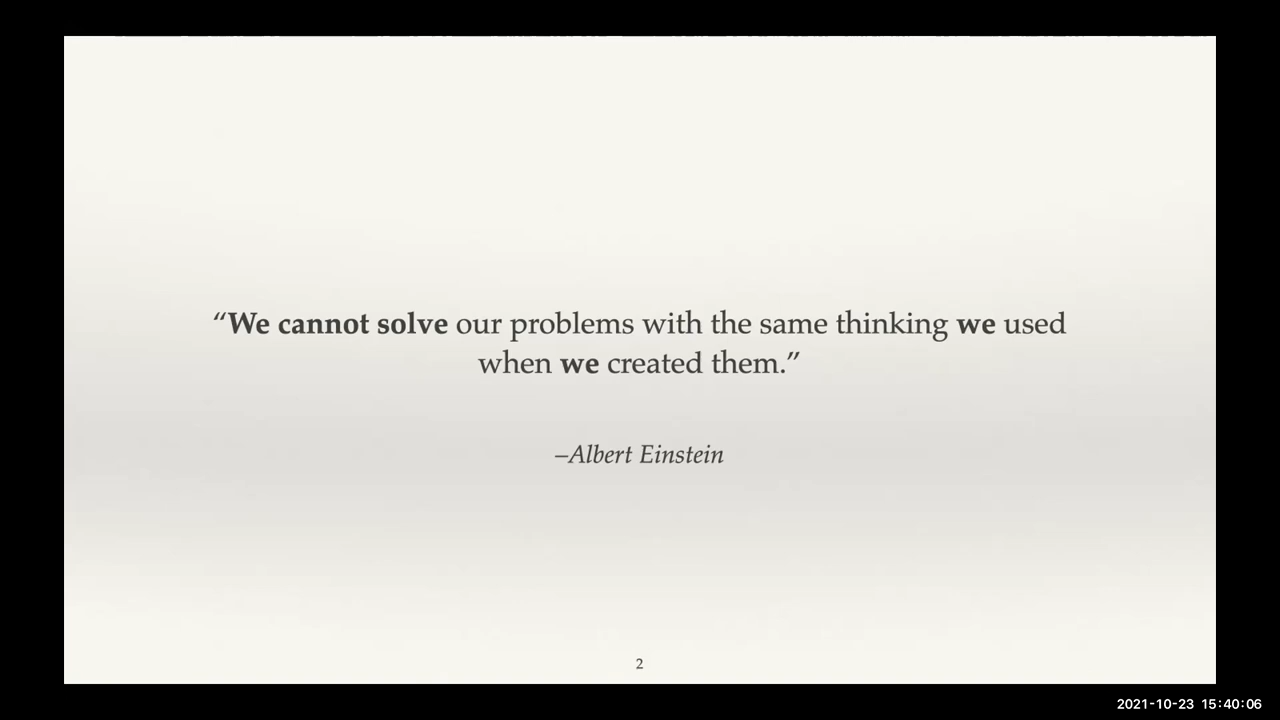 “We cannot solve our problems with the same thinking we used
when we created them.”
–Albert Einstein
2
2021-10-23 15:40:06